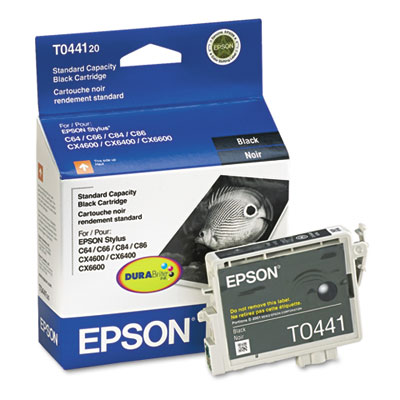 T044120
EPSON
Standard Capacity
Black Cartridge
Cartouche noir
rendement standard
For / Pour:
EPSON Stylus®
C64 / C66 / C84 / C86
CX4600 / CX6400 / CX6600
This side up
Black
Noir
Standard Capacity
Black Cartridge
Cartouche noir
rendement standard
For / Pour:
EPSON Stylus
C64 / C66 / C84 / C86
CX4600 / CX6400
CX6600
DURABrite
EPSON
EPSON
Do not remove this label.
Ne retirez pas cette étiquette.
Black
Noir
T0441